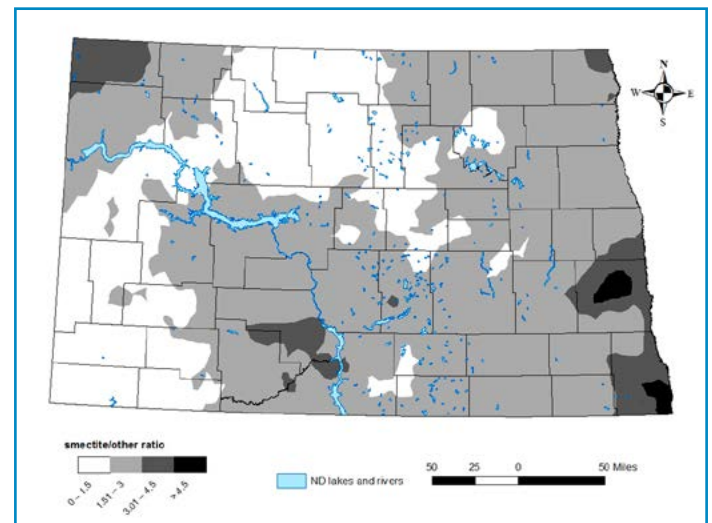 N
W E
S
smectite/other ratio
0 – 1.5
1.51 – 3
3.01 – 4.5
> 4.5
ND lakes and rivers
50 25 0 50 Miles